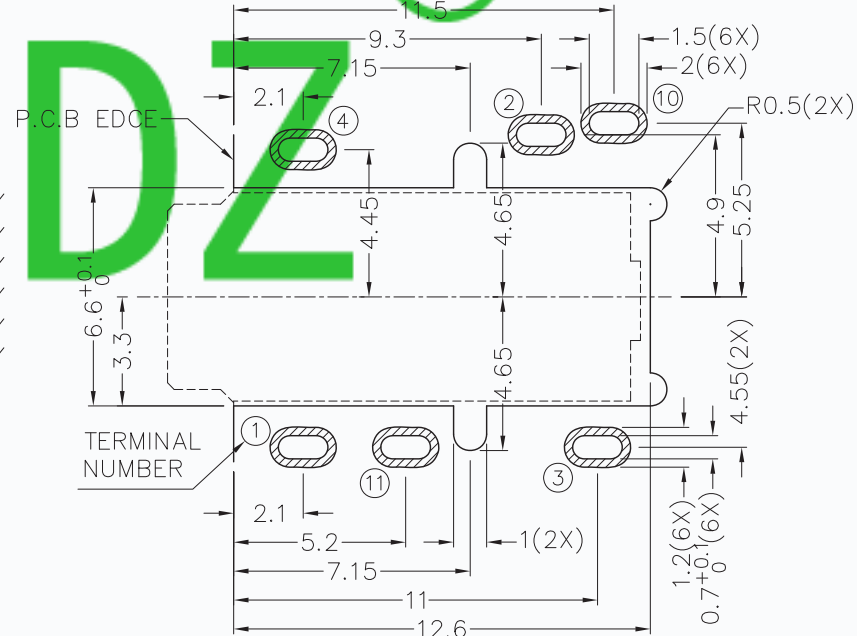 11.5
9.3
1.5(6X)
7.15
2(6X)
2.1
DZ
P.C.B EDCE
4
2
10
R0.5(2X)
4.45
4.65
4.9
5.25
6.6+0.1 0
3.3
4.65
4.55(2X)
TERMINAL
NUMBER
1
11
3
2.1
5.2
1(2X)
7.15
11
12.6
1.2(6X)
0.7+0.1 0(6X)